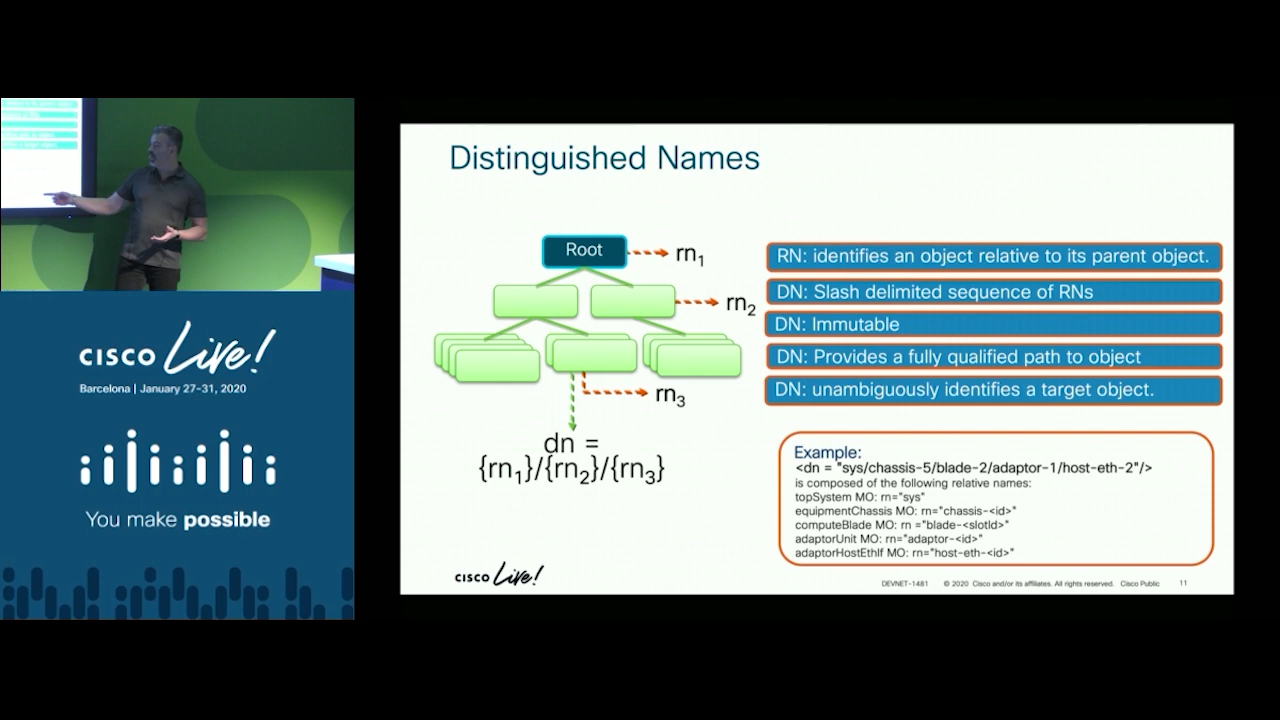 Distinguished Names
Root
rn1
rn2
rn3
dn =
{rn1}/{rn2}/{rn3}
RN: identifies an object relative to its parent object.
DN: Slash delimited sequence of RNs
DN: Immutable
DN: Provides a fully qualified path to object
DN: unambiguously identifies a target object.
Example:
<dn = "sys/chassis-5/blade-2/adaptor-1/host-eth-2"/>
is composed of the following relative names:
topSystem MO: rn="sys"
equipmentChassis MO: rn="chassis-<id>"
computeBlade MO: rn ="blade-<slotId>"
adaptorUnit MO: rn="adaptor-<id>"
adaptorHostEthIf MO: rn="host-eth-<id>"
CISCO Live!
DEVNET-1481 © 2020 Cisco and/or its affiliates. All rights reserved. Cisco Public 11
CISCO Live!
Barcelona | January 27-31, 2020
You make possible